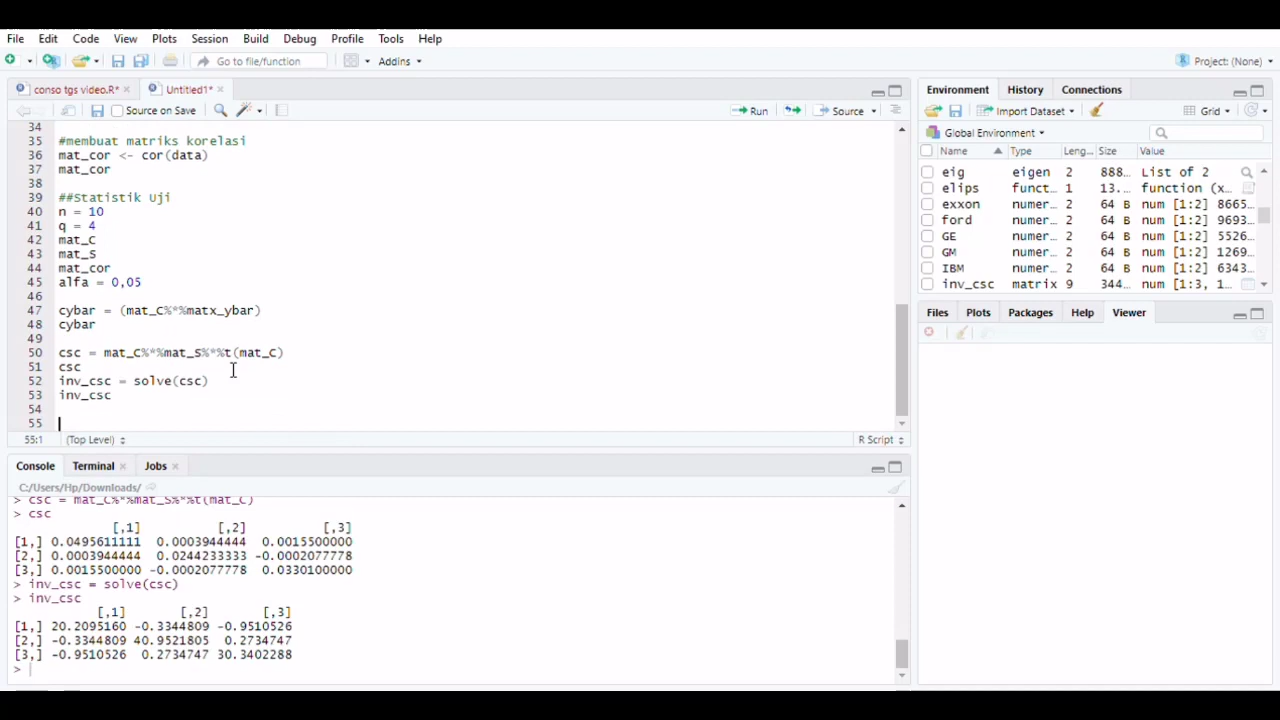 File Edit Code View Plots Session Build Debug Profile Tools Help
Go to file/function Addins Project: (None)
conso tgs video.R* Untitled1*
Source on Save Run Source
34
35 #membuat matriks korelasi
36 mat_cor <- cor(data)
37 mat_cor
38
39 ##Statistik Uji
40 n = 10
41 q = 4
42 mat_C
43 mat_S
44 mat_cor
45 alfa = 0,05
46
47 cybar = (mat_C%*%matx_ybar)
48 cybar
49
50 csc = mat_C%*%mat_S%*%t(mat_C)
51 csc
52 inv_csc = solve(csc)
53 inv_csc
54
55
55:1 (Top Level) R Script
Console Terminal Jobs
C:/Users/Hp/Downloads/
> csc = mat_C%*%mat_S%*%t(mat_C)
> csc
[,1] [,2] [,3]
[1,] 0.0495611111 0.0003944444 0.0015500000
[2,] 0.0003944444 0.0244233333 -0.0002077778
[3,] 0.0015500000 -0.0002077778 0.0330100000
> inv_csc = solve(csc)
> inv_csc
[,1] [,2] [,3]
[1,] 20.2095160 -0.3344809 -0.9510526
[2,] -0.3344809 40.9521805 0.2734747
[3,] -0.9510526 0.2734747 30.3402288
>
Environment History Connections
Import Dataset Grid
Global Environment
Name Type Leng... Size Value
eig eigen 2 888... List of 2
elips funct... 1 13.... function (x...
exxon numer... 2 64 B num [1:2] 8665...
ford numer... 2 64 B num [1:2] 9693...
GE numer... 2 64 B num [1:2] 5526...
GM numer... 2 64 B num [1:2] 1269...
IBM numer... 2 64 B num [1:2] 6343...
inv_csc matrix 9 344... num [1:3, 1...
Files Plots Packages Help Viewer